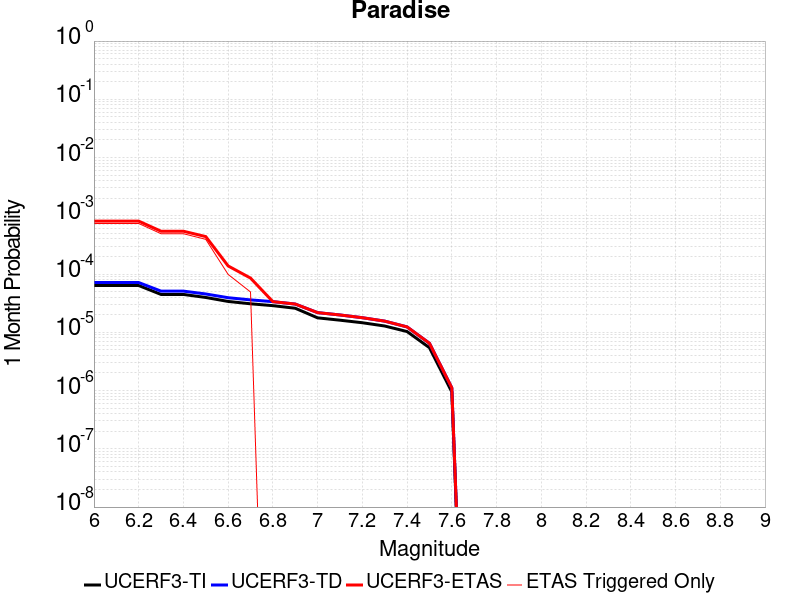 Paradise
1 Month Probability
10^0
10^-1
10^-2
10^-3
10^-4
10^-5
10^-6
10^-7
10^-8
6 6.2 6.4 6.6 6.8 7 7.2 7.4 7.6 7.8 8 8.2 8.4 8.6 8.8 9
Magnitude
UCERF3-TI UCERF3-TD UCERF3-ETAS ETAS Triggered Only